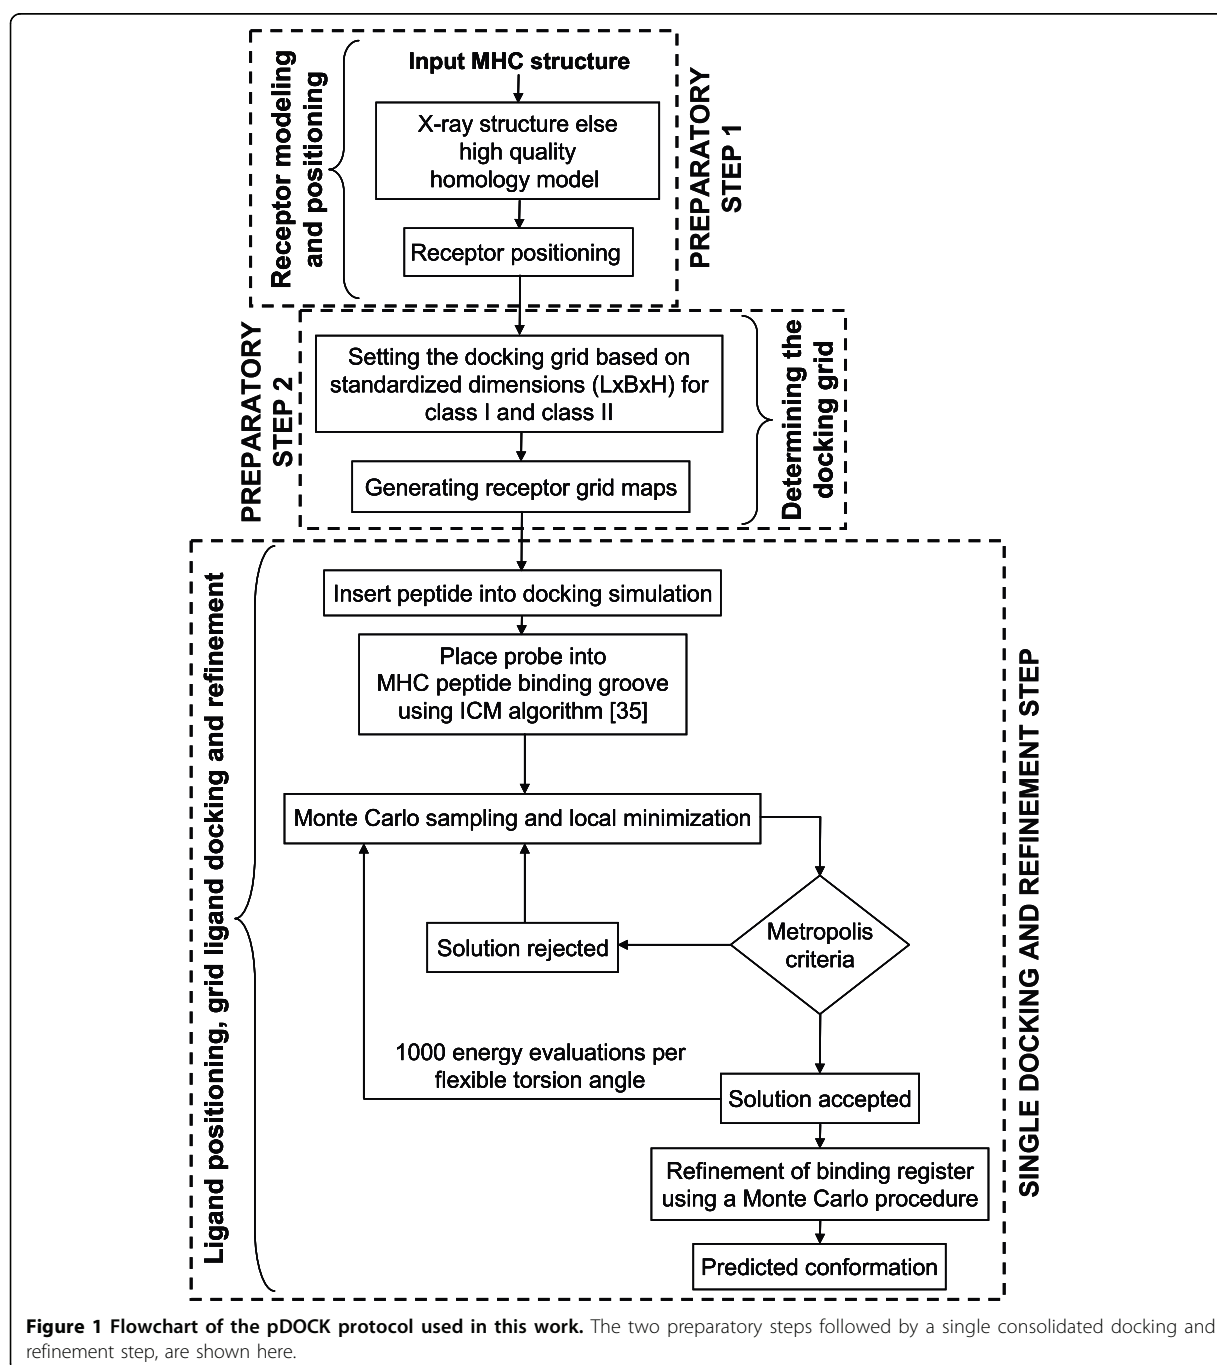 Receptor modeling
and positioning
Input MHC structure
X-ray structure else
high quality
homology model
Receptor positioning
PREPARATORY
STEP 1
PREPARATORY
STEP 2
Setting the docking grid based on
standardized dimensions (LxBxH) for
class I and class II
Generating receptor grid maps
Determining the
docking grid
Ligand positioning, grid ligand docking and refinement
Insert peptide into docking simulation
Place probe into
MHC peptide binding groove
using ICM algorithm [35]
Monte Carlo sampling and local minimization
Metropolis
criteria
Solution rejected
1000 energy evaluations per
flexible torsion angle
Solution accepted
Refinement of binding register
using a Monte Carlo procedure
Predicted conformation
SINGLE DOCKING AND REFINEMENT STEP
Figure 1 Flowchart of the pDOCK protocol used in this work. The two preparatory steps followed by a single consolidated docking and
refinement step, are shown here.